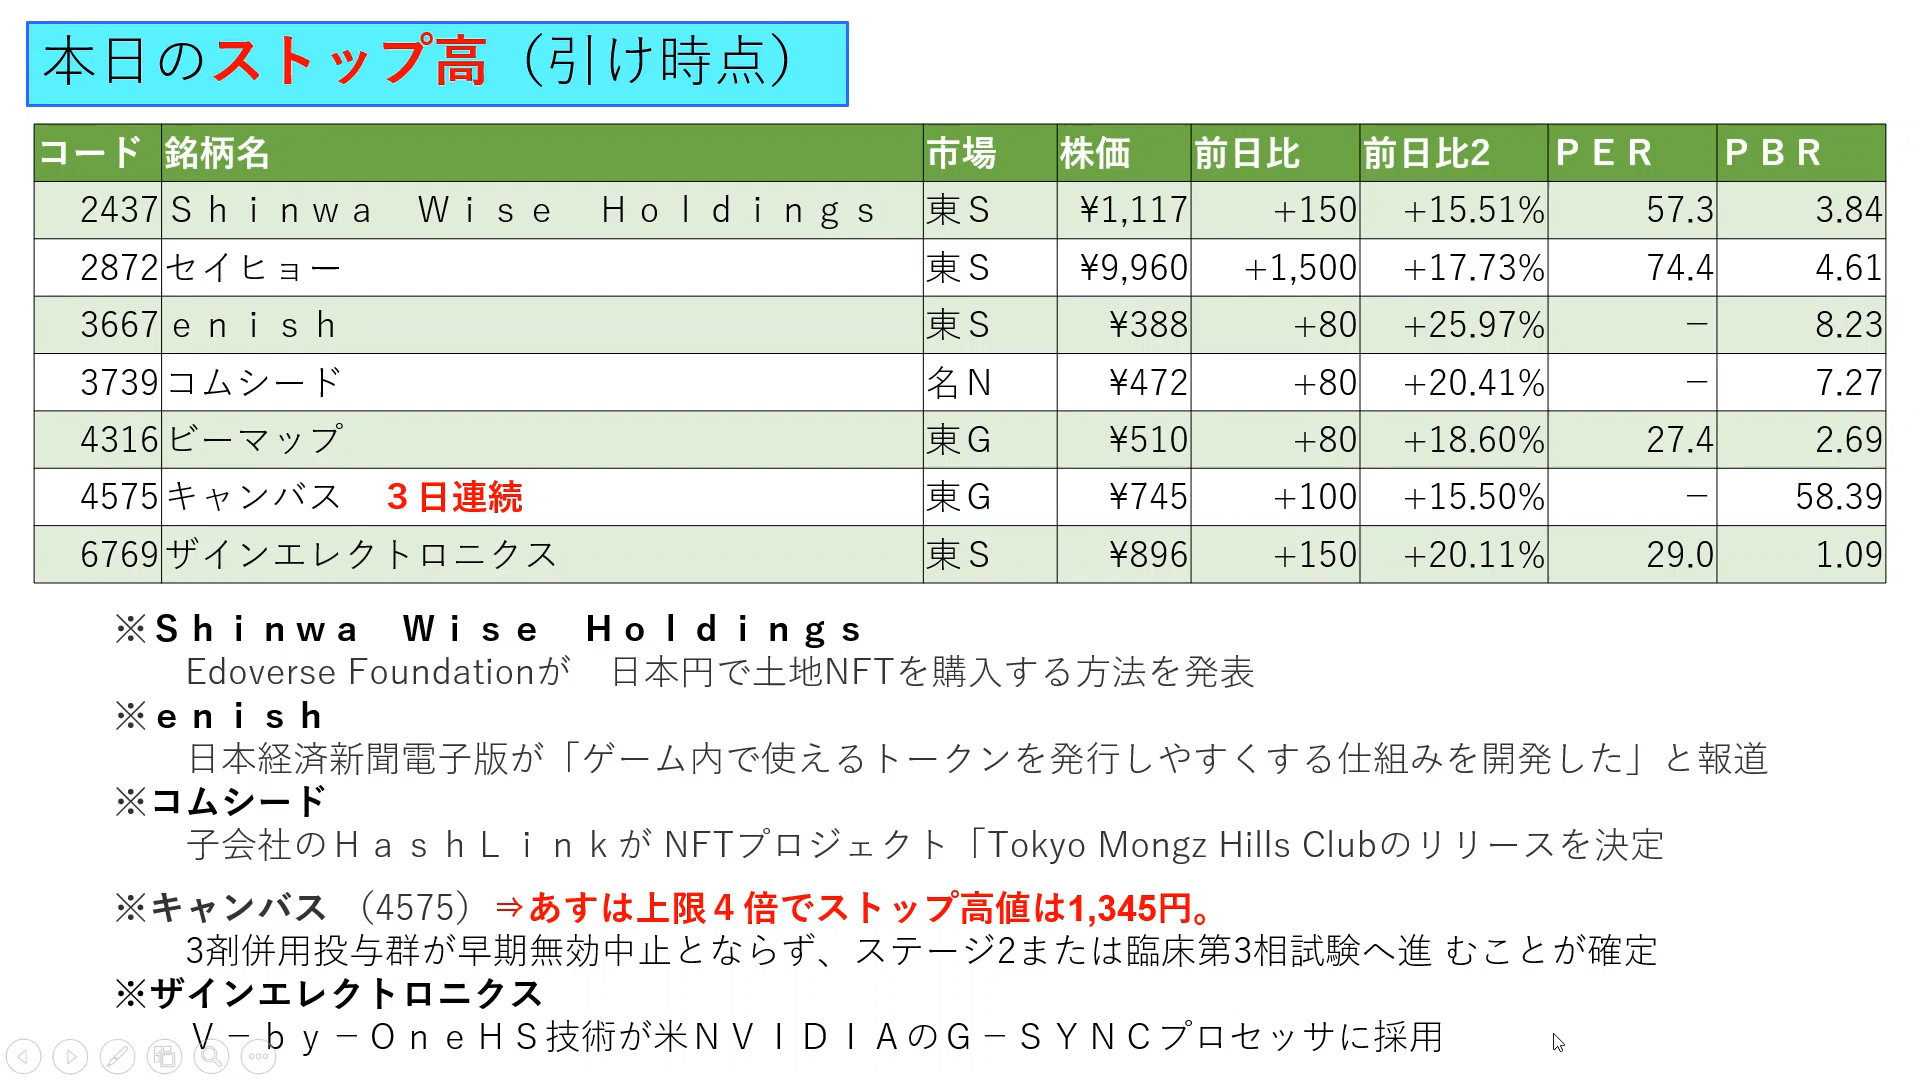 本日のストップ高（引け時点）
コード 銘柄名 市場 株価 前日比 前日比2 ＰＥＲ ＰＢＲ
2437 Ｓｈｉｎｗａ　Ｗｉｓｅ　Ｈｏｌｄｉｎｇｓ 東Ｓ ¥1,117 +150 +15.51% 57.3 3.84
2872 セイヒョー 東Ｓ ¥9,960 +1,500 +17.73% 74.4 4.61
3667 ｅｎｉｓｈ 東Ｓ ¥388 +80 +25.97% － 8.23
3739 コムシード 名Ｎ ¥472 +80 +20.41% － 7.27
4316 ビーマップ 東Ｇ ¥510 +80 +18.60% 27.4 2.69
4575 キャンバス　３日連続 東Ｇ ¥745 +100 +15.50% － 58.39
6769 ザインエレクトロニクス 東Ｓ ¥896 +150 +20.11% 29.0 1.09
※Ｓｈｉｎｗａ　Ｗｉｓｅ　Ｈｏｌｄｉｎｇｓ
Edoverse Foundationが　日本円で土地NFTを購入する方法を発表
※ｅｎｉｓｈ
日本経済新聞電子版が「ゲーム内で使えるトークンを発行しやすくする仕組みを開発した」と報道
※コムシード
子会社のＨａｓｈＬｉｎｋが NFTプロジェクト「Tokyo Mongz Hills Clubのリリースを決定
※キャンバス （4575）⇒あすは上限４倍でストップ高値は1,345円。
3剤併用投与群が早期無効中止とならず、ステージ2または臨床第3相試験へ進 むことが確定
※ザインエレクトロニクス
Ｖ－ｂｙ－ＯｎｅＨＳ技術が米ＮＶＩＤＩＡのＧ－ＳＹＮＣプロセッサに採用